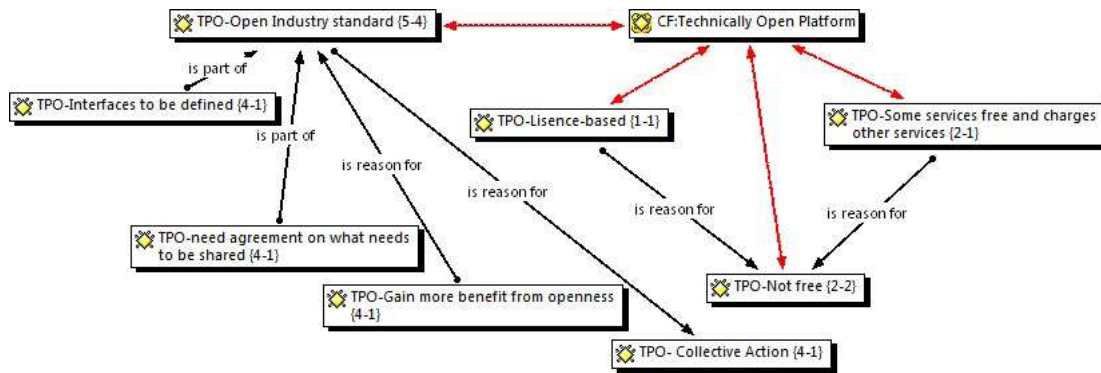 TPO-Open Industry standard {5-4}
CF:Technically Open Platform
is part of
TPO-Interfaces to be defined {4-1}
TPO-Lisence-based {1-1}
TPO-Some services free and charges
other services {2-1}
is part of
is reason for
is reason for
is reason for
is reason for
TPO-need agreement on what needs
to be shared {4-1}
TPO-Gain more benefit from openness
{4-1}
TPO-Not free {2-2}
TPO- Collective Action {4-1}